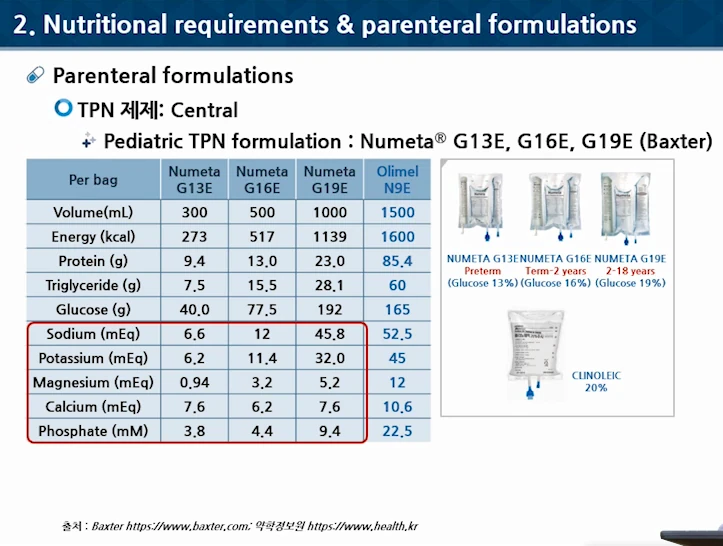 2. Nutritional requirements & parenteral formulations
Parenteral formulations
TPN 제제: Central
Pediatric TPN formulation : Numeta® G13E, G16E, G19E (Baxter)
Per bag Numeta G13E Numeta G16E Numeta G19E Olimel N9E
Volume(mL) 300 500 1000 1500
Energy (kcal) 273 517 1139 1600
Protein (g) 9.4 13.0 23.0 85.4
Triglyceride (g) 7.5 15.5 28.1 60
Glucose (g) 40.0 77.5 192 165
Sodium (mEq) 6.6 12 45.8 52.5
Potassium (mEq) 6.2 11.4 32.0 45
Magnesium (mEq) 0.94 3.2 5.2 12
Calcium (mEq) 7.6 6.2 7.6 10.6
Phosphate (mM) 3.8 4.4 9.4 22.5
NUMETA G13E NUMETA G16E NUMETA G19E
Preterm Term-2 years 2-18 years
(Glucose 13%) (Glucose 16%) (Glucose 19%)
CLINOLEIC
20%
출처 : Baxter https://www.baxter.com; 약학정보원 https://www.health.kr